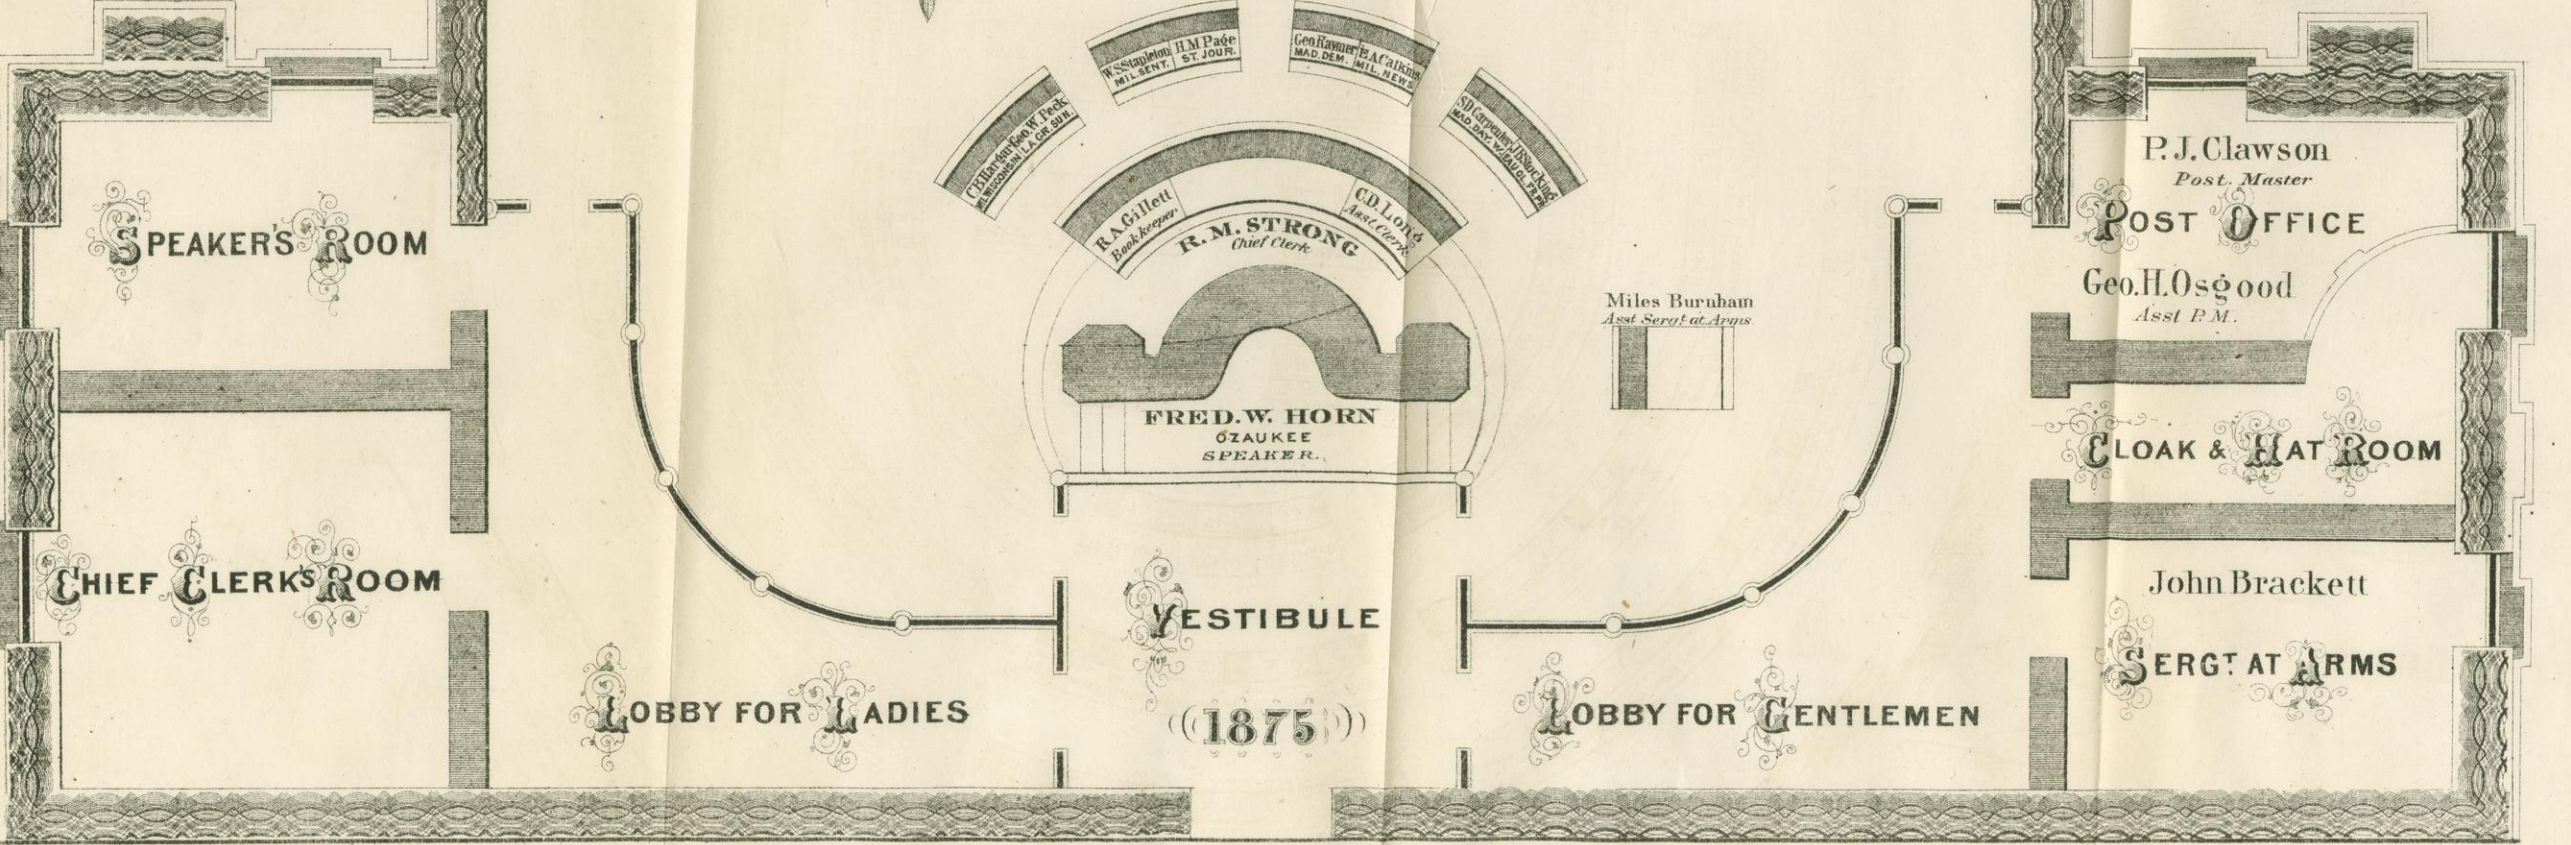 W.S.Stapleton
MIL.SENT.
H.M.Page
ST. JOUR.
Geo.Raymer
MAD.DEM.
E.A.Calkins
MIL. NEWS
Geo.W.Peck
LA.CR.SUN.
S.D.Carpenter
R.A.Gillett
Bookkeeper
C.D.Long
Asst.Clerk
R.M. STRONG
Chief Clerk
FRED.W. HORN
OZAUKEE
SPEAKER.
Miles Burnham
Asst Sergt at Arms
SPEAKER'S ROOM
CHIEF CLERK'S ROOM
LOBBY FOR LADIES
VESTIBULE
1875
LOBBY FOR GENTLEMEN
P.J.Clawson
Post. Master
POST OFFICE
Geo.H.Osgood
Asst P.M.
CLOAK & HAT ROOM
John Brackett
SERGT AT ARMS